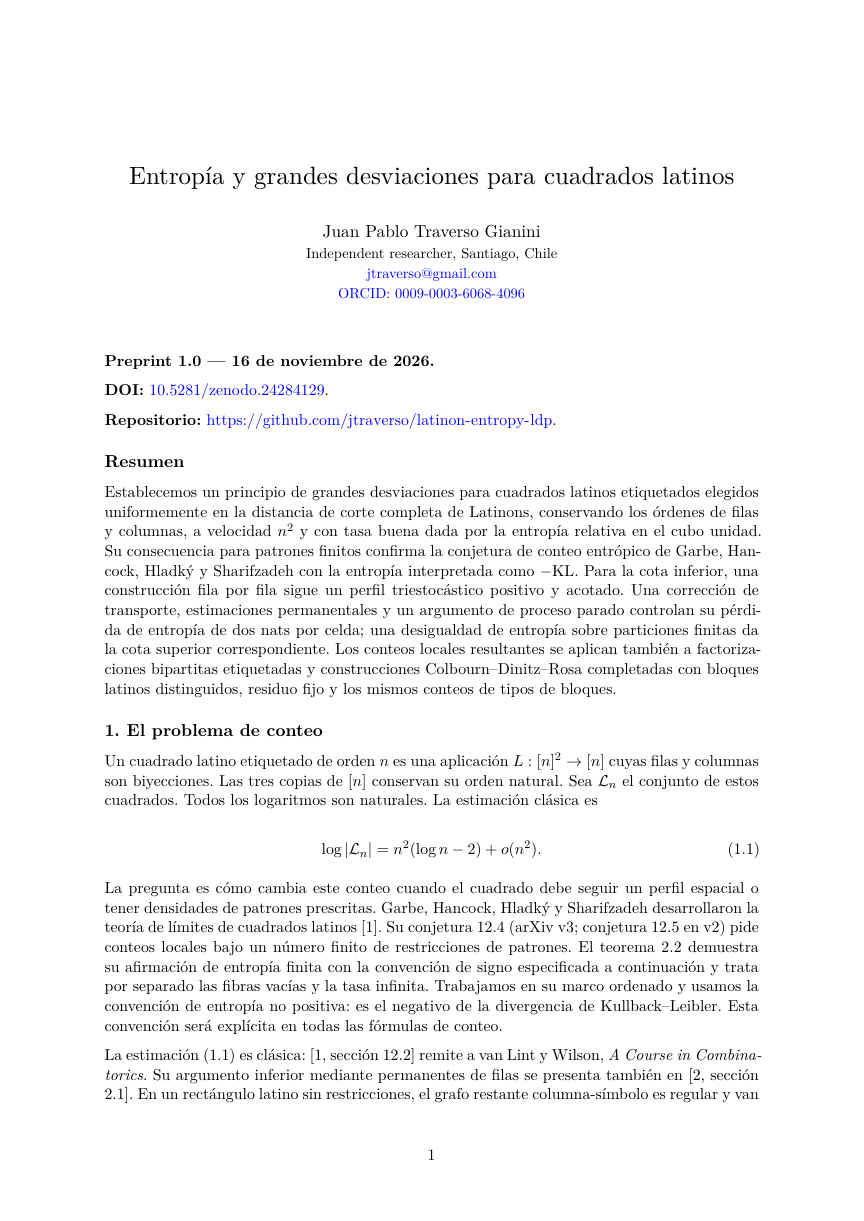 Entropía y grandes desviaciones para cuadrados latinos
Juan Pablo Traverso Gianini
Independent researcher, Santiago, Chile
jtraverso@gmail.com
ORCID: 0009-0003-6068-4096
Preprint 1.0 — 16 de noviembre de 2026.
DOI: 10.5281/zenodo.24284129.
Repositorio: https://github.com/jtraverso/latinon-entropy-ldp.
Resumen
Establecemos un principio de grandes desviaciones para cuadrados latinos etiquetados elegidos
uniformemente en la distancia de corte completa de Latinons, conservando los órdenes de filas
y columnas, a velocidad n² y con tasa buena dada por la entropía relativa en el cubo unidad.
Su consecuencia para patrones finitos confirma la conjetura de conteo entrópico de Garbe, Han-
cock, Hladký y Sharifzadeh con la entropía interpretada como −KL. Para la cota inferior, una
construcción fila por fila sigue un perfil triestocástico positivo y acotado. Una corrección de
transporte, estimaciones permanentales y un argumento de proceso parado controlan su pérdi-
da de entropía de dos nats por celda; una desigualdad de entropía sobre particiones finitas da
la cota superior correspondiente. Los conteos locales resultantes se aplican también a factoriza-
ciones bipartitas etiquetadas y construcciones Colbourn–Dinitz–Rosa completadas con bloques
latinos distinguidos, residuo fijo y los mismos conteos de tipos de bloques.
1. El problema de conteo
Un cuadrado latino etiquetado de orden n es una aplicación L : [n]² → [n] cuyas filas y columnas
son biyecciones. Las tres copias de [n] conservan su orden natural. Sea ℒₙ el conjunto de estos
cuadrados. Todos los logaritmos son naturales. La estimación clásica es
log |ℒₙ| = n²(log n − 2) + o(n²). (1.1)
La pregunta es cómo cambia este conteo cuando el cuadrado debe seguir un perfil espacial o
tener densidades de patrones prescritas. Garbe, Hancock, Hladký y Sharifzadeh desarrollaron la
teoría de límites de cuadrados latinos [1]. Su conjetura 12.4 (arXiv v3; conjetura 12.5 en v2) pide
conteos locales bajo un número finito de restricciones de patrones. El teorema 2.2 demuestra
su afirmación de entropía finita con la convención de signo especificada a continuación y trata
por separado las fibras vacías y la tasa infinita. Trabajamos en su marco ordenado y usamos la
convención de entropía no positiva: es el negativo de la divergencia de Kullback–Leibler. Esta
convención será explícita en todas las fórmulas de conteo.
La estimación (1.1) es clásica: [1, sección 12.2] remite a van Lint y Wilson, A Course in Combina-
torics. Su argumento inferior mediante permanentes de filas se presenta también en [2, sección
2.1]. En un rectángulo latino sin restricciones, el grafo restante columna-símbolo es regular y van
1